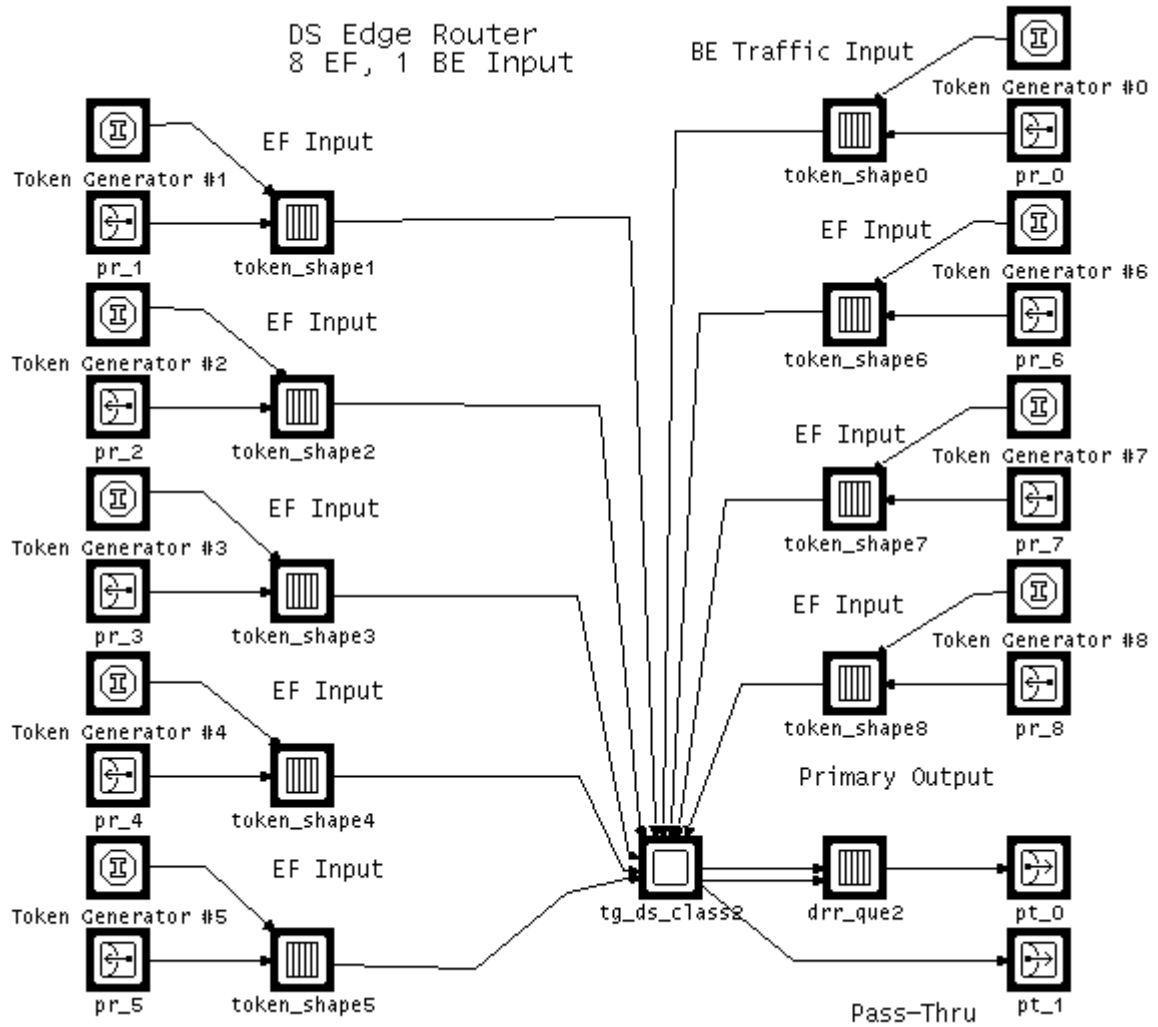 DS Edge Router
8 EF, 1 BE Input
BE Traffic Input
Token Generator #0
EF Input
Token Generator #1
token_shape0
pr_0
EF Input
pr_1
token_shape1
Token Generator #6
EF Input
Token Generator #2
token_shape6
pr_6
pr_2
token_shape2
EF Input
Token Generator #7
EF Input
Token Generator #3
token_shape7
pr_7
pr_3
token_shape3
EF Input
Token Generator #8
EF Input
Token Generator #4
token_shape8
pr_8
Primary Output
pr_4
token_shape4
EF Input
Token Generator #5
tg_ds_class2
drr_que2
pt_0
pr_5
token_shape5
pt_1
Pass-Thru